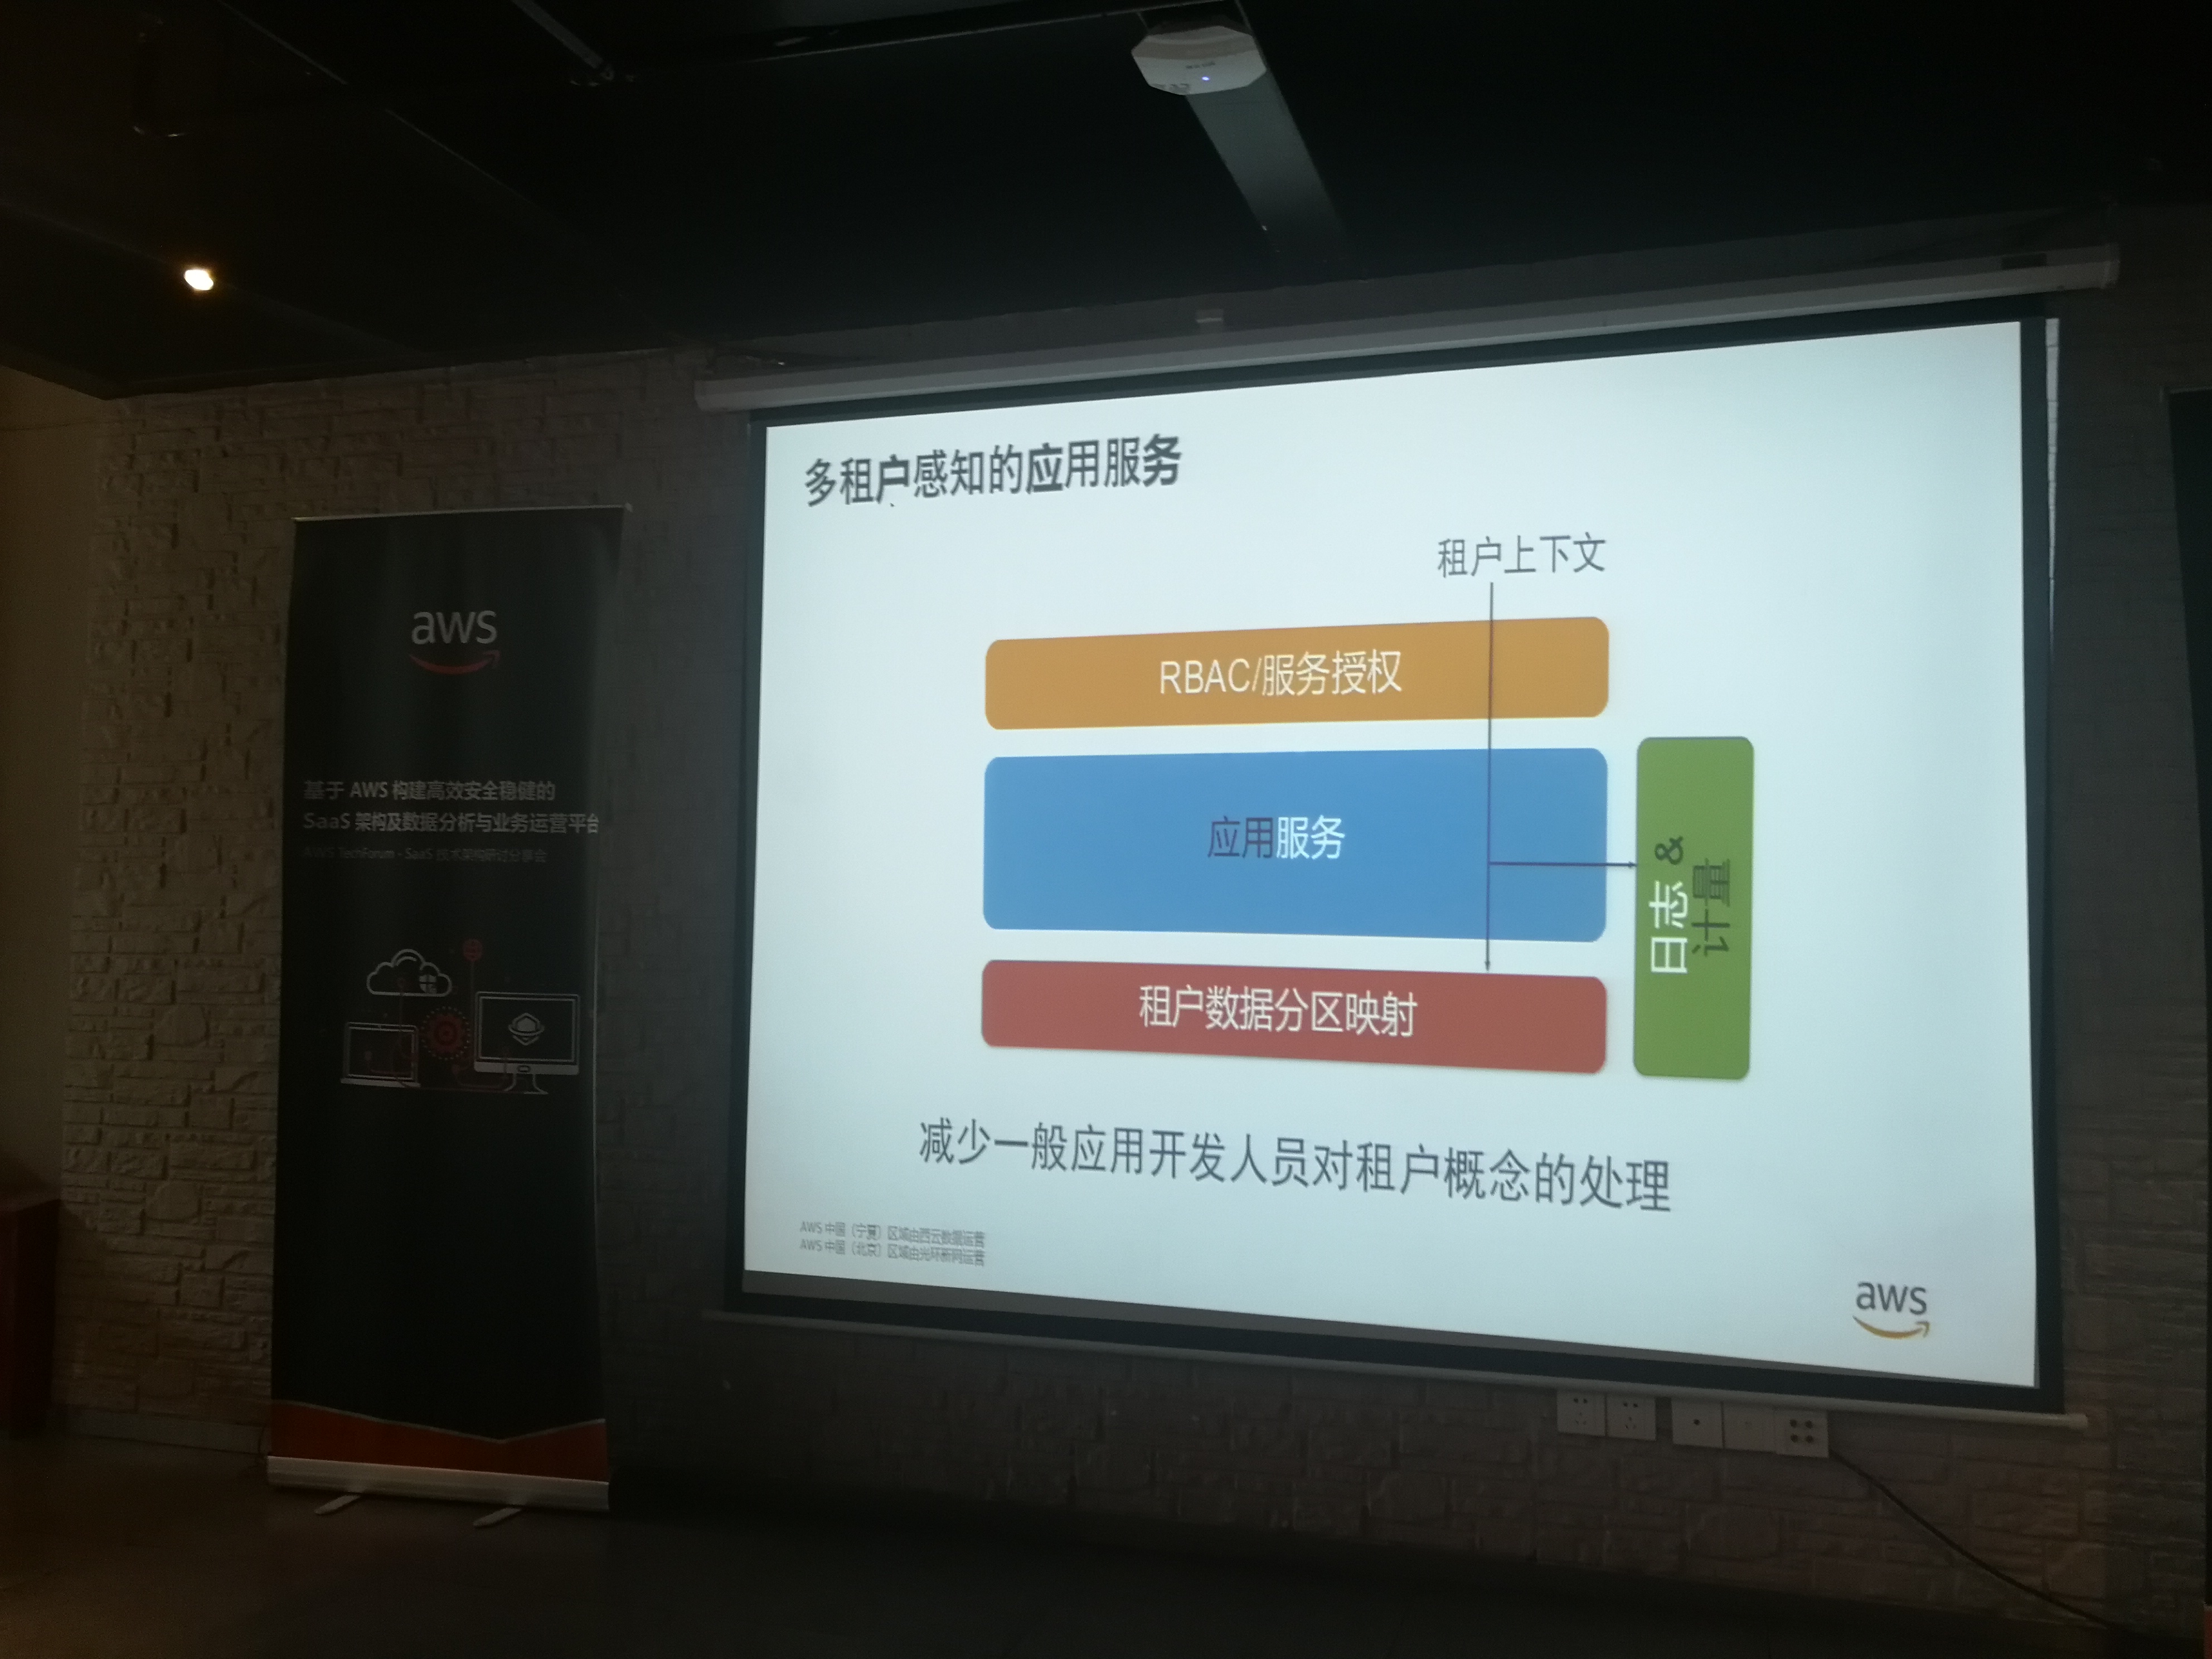 aws
基于 AWS 构建高效安全稳健的
SaaS 架构及数据分析与业务运营平台
AWS TechForum - SaaS 技术架构研讨分享会
多租户感知的应用服务
租户上下文
RBAC/服务授权
应用服务
日志 &
计量
租户数据分区映射
减少一般应用开发人员对租户概念的处理
AWS 中国（宁夏）区域由西云数据运营
AWS 中国（北京）区域由光环新网运营
aws